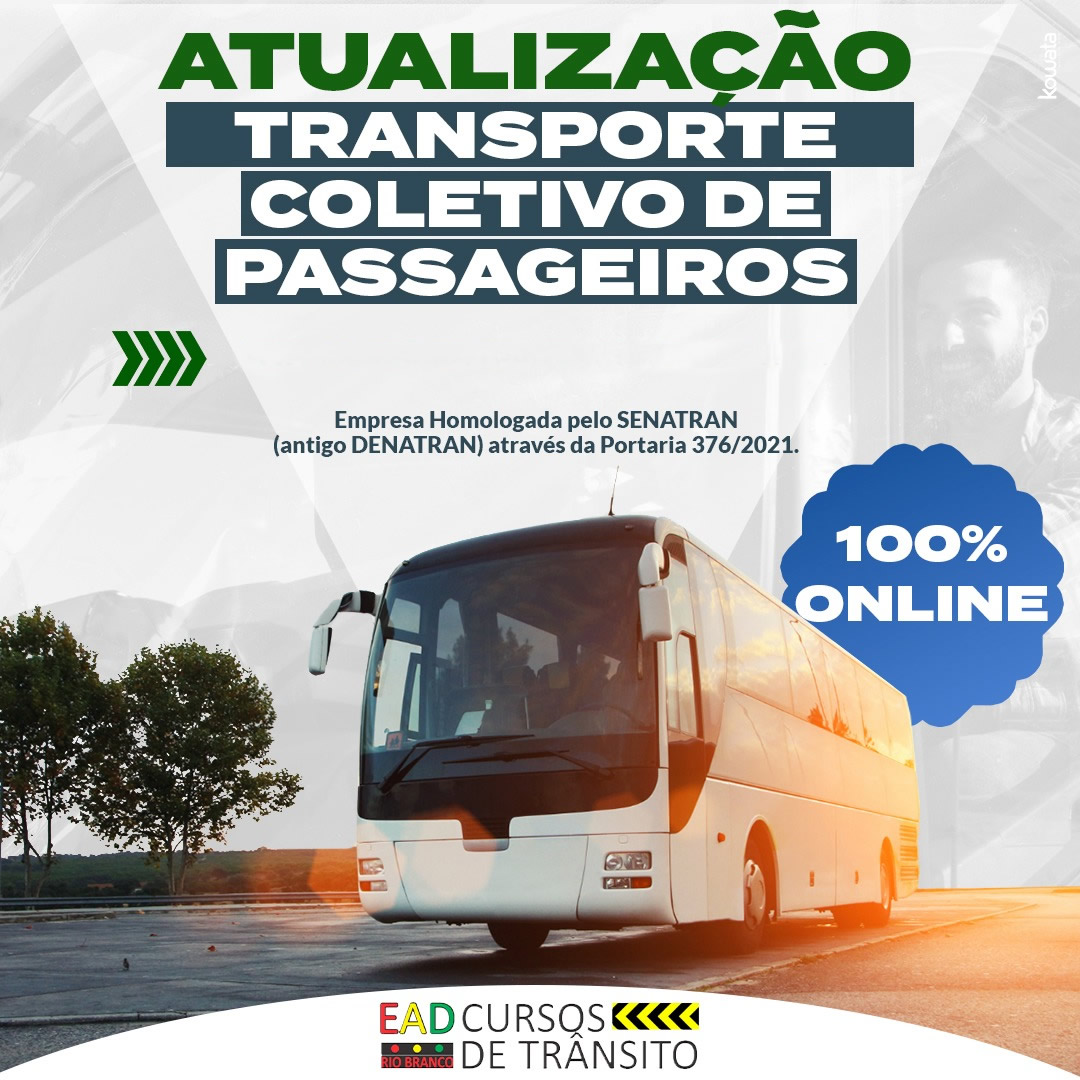 ATUALIZAÇÃO
TRANSPORTE
COLETIVO DE
PASSAGEIROS
kowata
Empresa Homologada pelo SENATRAN
(antigo DENATRAN) através da Portaria 376/2021.
100%
ONLINE
EAD CURSOS
RIO BRANCO DE TRÂNSITO